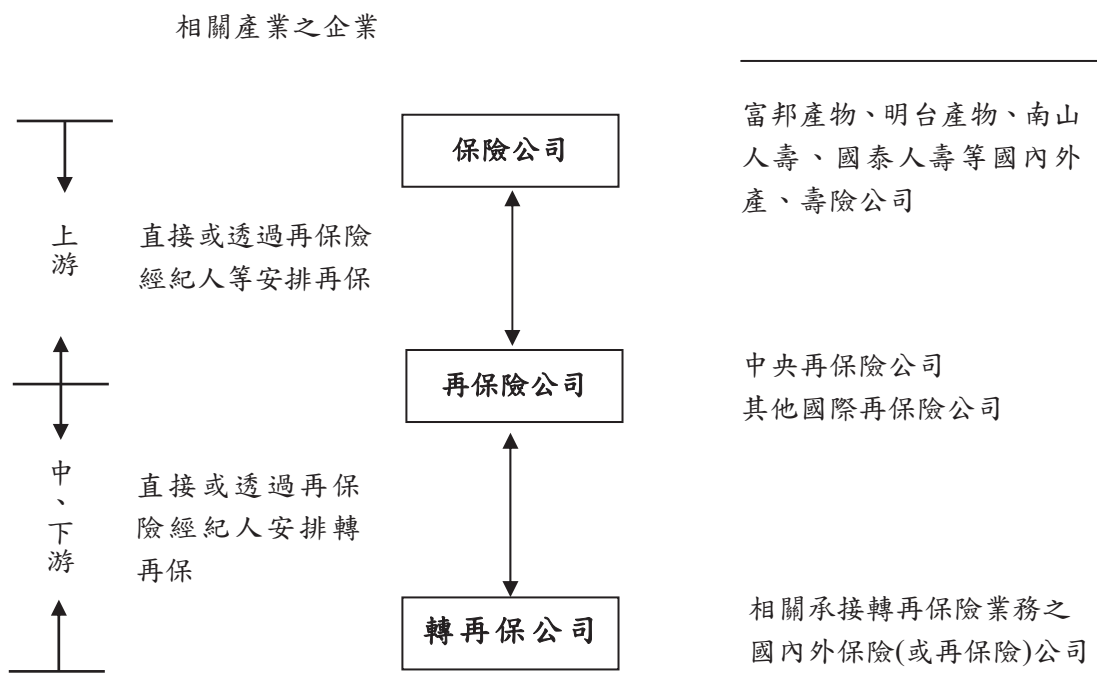 相關產業之企業
富邦產物、明台產物、南山
人壽、國泰人壽等國內外
產、壽險公司
保險公司
上游
直接或透過再保險
經紀人等安排再保
再保險公司
中央再保險公司
其他國際再保險公司
中、下游
直接或透過再保
險經紀人安排轉
再保
轉再保公司
相關承接轉再保險業務之
國內外保險(或再保險)公司